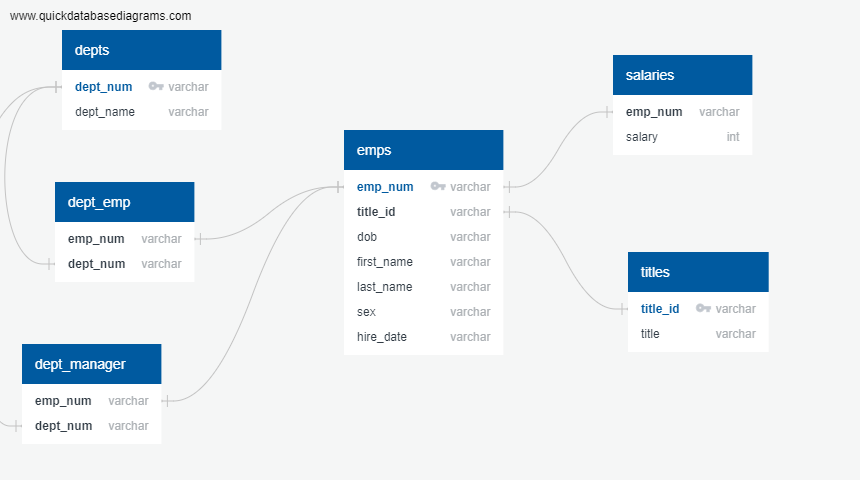 www.quickdatabasediagrams.com
depts
dept_num varchar
dept_name varchar
dept_emp
emp_num varchar
dept_num varchar
dept_manager
emp_num varchar
dept_num varchar
emps
emp_num varchar
title_id varchar
dob varchar
first_name varchar
last_name varchar
sex varchar
hire_date varchar
salaries
emp_num varchar
salary int
titles
title_id varchar
title varchar